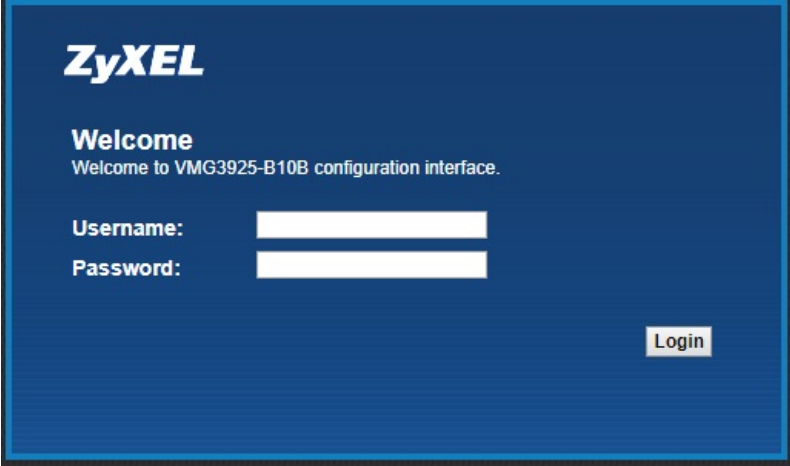 ZyXEL
Welcome
Welcome to VMG3925-B10B configuration interface.
Username:
Password:
Login